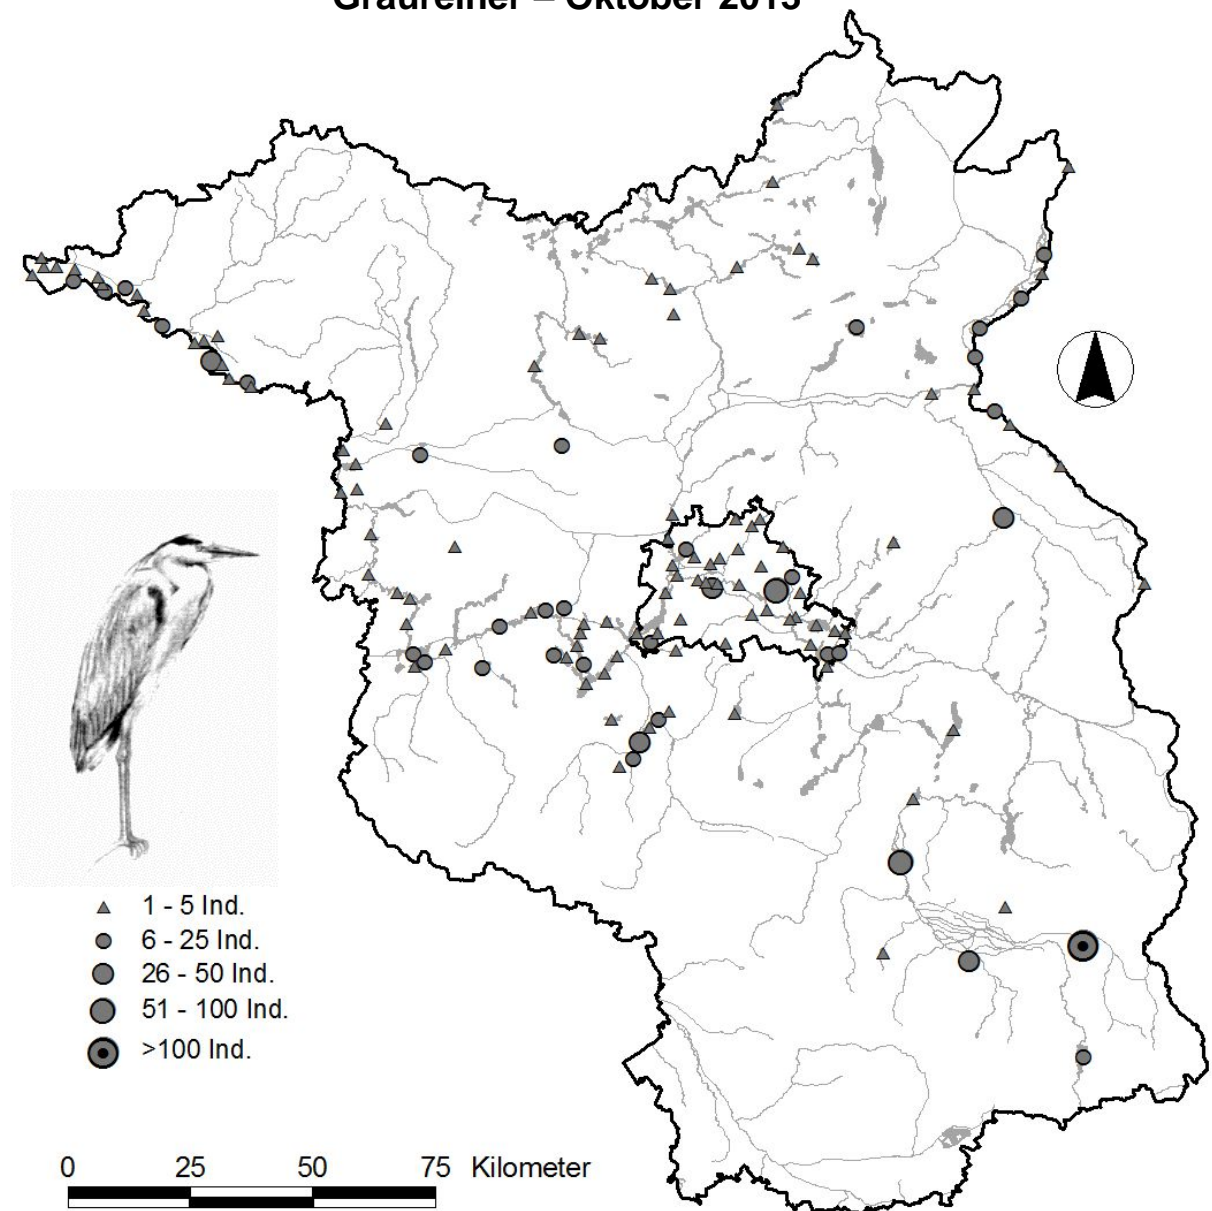 Graureiher – Oktober 2013
1 - 5 Ind.
6 - 25 Ind.
26 - 50 Ind.
51 - 100 Ind.
>100 Ind.
0 25 50 75 Kilometer